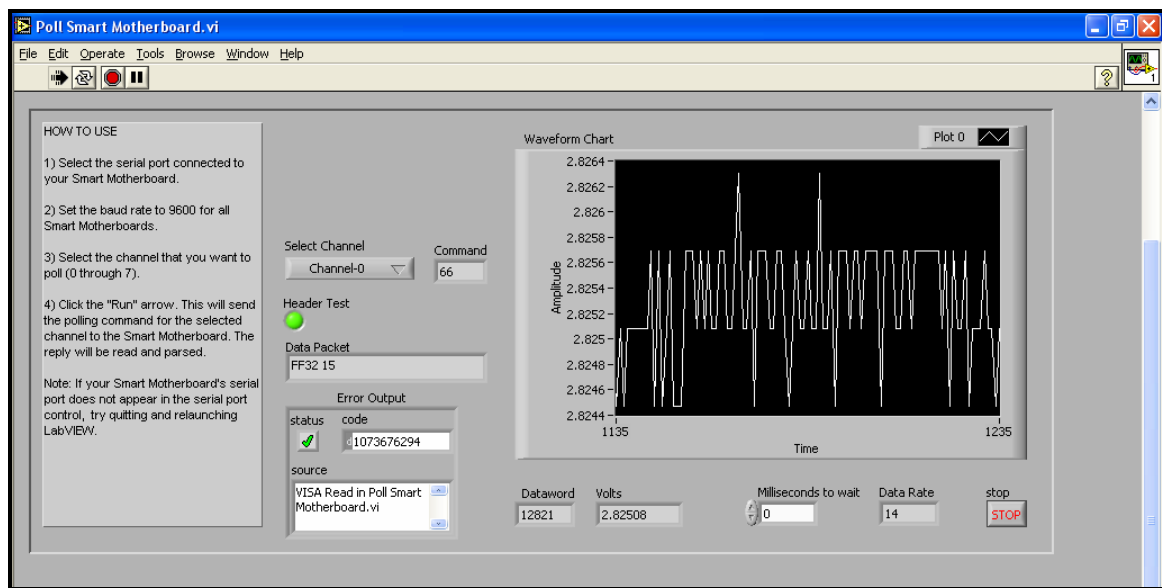 Poll Smart Motherboard.vi
File Edit Operate Tools Browse Window Help
1
HOW TO USE
1) Select the serial port connected to
your Smart Motherboard.
2) Set the baud rate to 9600 for all
Smart Motherboards.
3) Select the channel that you want to
poll (0 through 7).
4) Click the "Run" arrow. This will send
the polling command for the selected
channel to the Smart Motherboard. The
reply will be read and parsed.
Note: If your Smart Motherboard's serial
port does not appear in the serial port
control, try quitting and relaunching
LabVIEW.
Select Channel
Channel-0
Command
66
Header Test
Data Packet
FF32 15
Error Output
status
code
d 1073676294
source
VISA Read in Poll Smart
Motherboard.vi
Waveform Chart
Plot 0
Amplitude
2.8264
2.8262
2.826
2.8258
2.8256
2.8254
2.8252
2.825
2.8248
2.8246
2.8244
1135
1235
Time
Dataword
12821
Volts
2.82508
Milliseconds to wait
0
Data Rate
14
stop
STOP